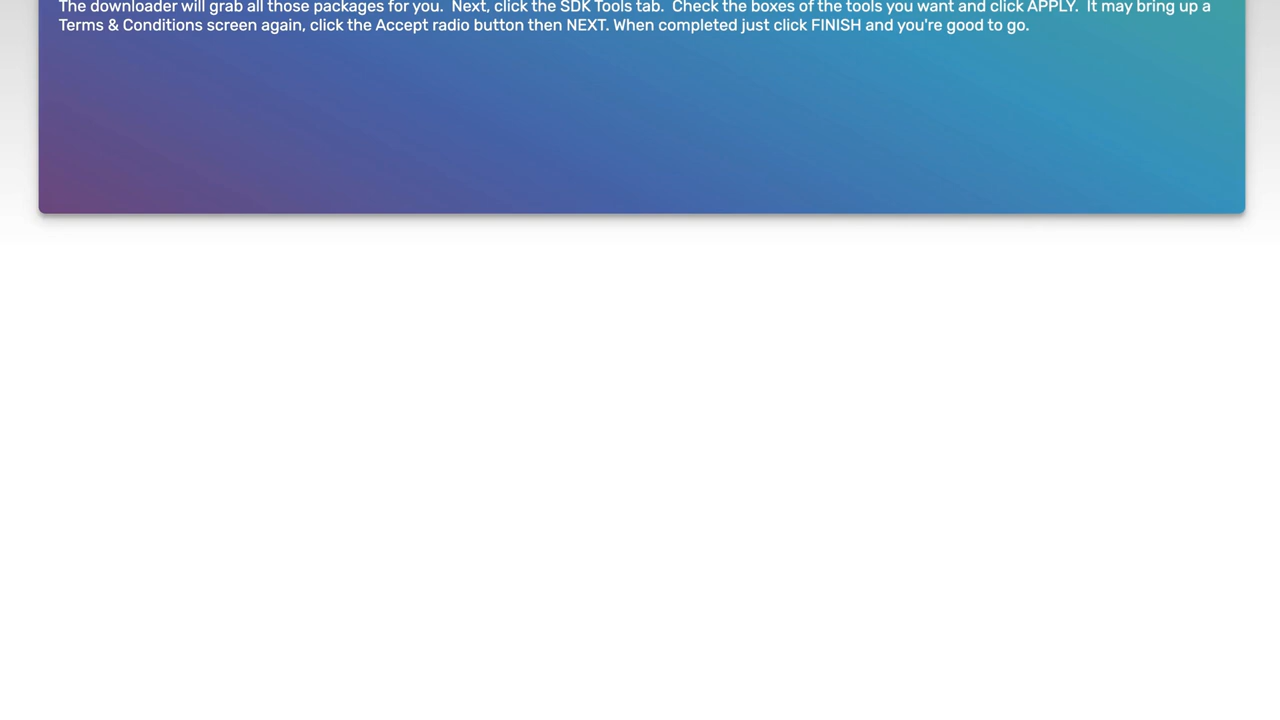 The downloader will grab all those packages for you.  Next, click the SDK Tools tab.  Check the boxes of the tools you want and click APPLY.  It may bring up a
Terms & Conditions screen again, click the Accept radio button then NEXT. When completed just click FINISH and you're good to go.